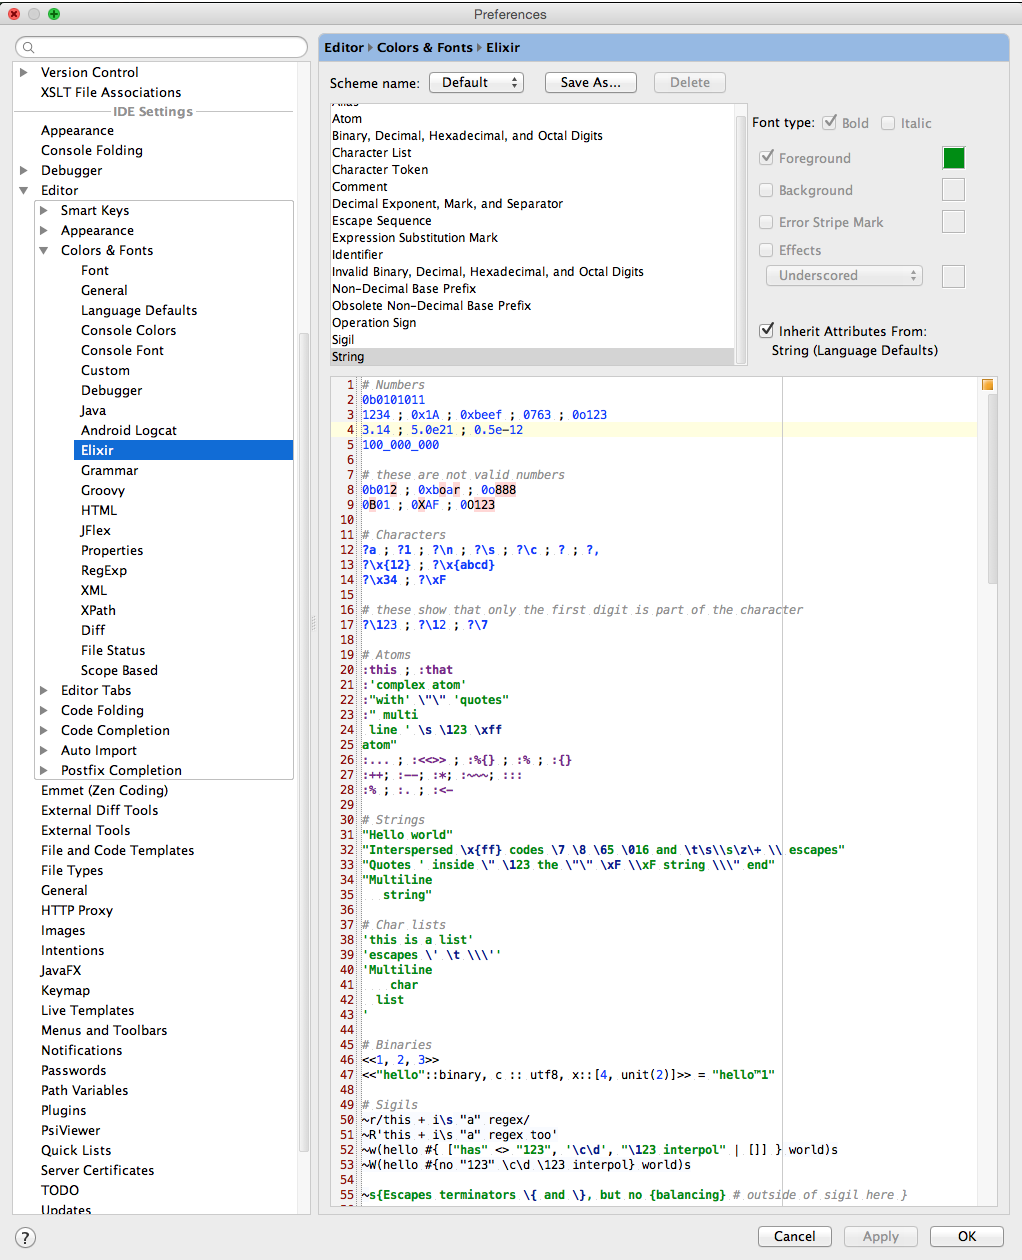 Preferences
Version Control
XSLT File Associations
IDE Settings
Appearance
Console Folding
Debugger
Editor
Smart Keys
Appearance
Colors & Fonts
Font
General
Language Defaults
Console Colors
Console Font
Custom
Debugger
Java
Android Logcat
Elixir
Grammar
Groovy
HTML
JFlex
Properties
RegExp
XML
XPath
Diff
File Status
Scope Based
Editor Tabs
Code Folding
Code Completion
Auto Import
Postfix Completion
Emmet (Zen Coding)
External Diff Tools
External Tools
File and Code Templates
File Types
General
HTTP Proxy
Images
Intentions
JavaFX
Keymap
Live Templates
Menus and Toolbars
Notifications
Passwords
Path Variables
Plugins
PsiViewer
Quick Lists
Server Certificates
TODO
Updates
Editor › Colors & Fonts › Elixir
Scheme name: Default Save As... Delete
Alias
Atom
Binary, Decimal, Hexadecimal, and Octal Digits
Character List
Character Token
Comment
Decimal Exponent, Mark, and Separator
Escape Sequence
Expression Substitution Mark
Identifier
Invalid Binary, Decimal, Hexadecimal, and Octal Digits
Non-Decimal Base Prefix
Obsolete Non-Decimal Base Prefix
Operation Sign
Sigil
String
Font type: Bold Italic
Foreground
Background
Error Stripe Mark
Effects
Underscored
Inherit Attributes From:
String (Language Defaults)
1 # Numbers
2 0b0101011
3 1234 ; 0x1A ; 0xbeef ; 0763 ; 0o123
4 3.14 ; 5.0e21 ; 0.5e-12
5 100_000_000
6
7 # these are not valid numbers
8 0b012 ; 0xboar ; 0o888
9 0B01 ; 0XAF ; 0O123
10
11 # Characters
12 ?a ; ?1 ; ?\n ; ?\s ; ?\c ; ? ; ?,
13 ?\x{12} ; ?\x{abcd}
14 ?\x34 ; ?\xF
15
16 # these show that only the first digit is part of the character
17 ?\123 ; ?\12 ; ?\7
18
19 # Atoms
20 :this ; :that
21 :'complex atom'
22 :"with' \"\" 'quotes"
23 :" multi
24 line ' \s \123 \xff
25 atom"
26 :... ; :<<>> ; :%{} ; :% ; :{}
27 :++; :--; :*; :~~~; :::
28 :% ; :. ; :<-
29
30 # Strings
31 "Hello world"
32 "Interspersed \x{ff} codes \7 \8 \65 \016 and \t\s\\s\z\+ \\ escapes"
33 "Quotes ' inside \" \123 the \"\" \xF \\xF string \\\" end"
34 "Multiline
35 string"
36
37 # Char lists
38 'this is a list'
39 'escapes \' \t \\\''
40 'Multiline
41 char
42 list
43 '
44
45 # Binaries
46 <<1, 2, 3>>
47 <<"hello"::binary, c :: utf8, x::[4, unit(2)]>> = "hello™1"
48
49 # Sigils
50 ~r/this + i\s "a" regex/
51 ~R'this + i\s "a" regex too'
52 ~w(hello #{ ["has" <> "123", '\c\d', "\123 interpol" | []] } world)s
53 ~W(hello #{no "123" \c\d \123 interpol} world)s
54
55 ~s{Escapes terminators \{ and \}, but no {balancing} # outside of sigil here }
?
Cancel Apply OK